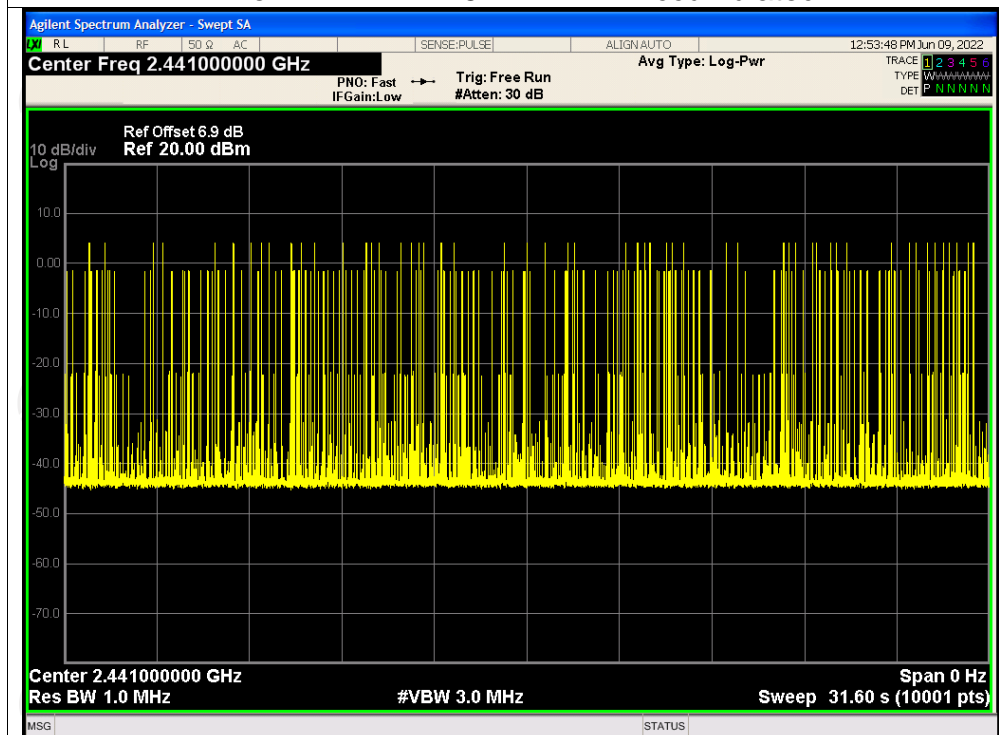 Agilent Spectrum Analyzer - Swept SA
LXI RL RF 50 Ω AC SENSE:PULSE ALIGN AUTO 12:53:48 PM Jun 09, 2022
Center Freq 2.441000000 GHz Avg Type: Log-Pwr TRACE 1 2 3 4 5 6
PNO: Fast Trig: Free Run TYPE W
IFGain:Low #Atten: 30 dB DET P N N N N N
Ref Offset 6.9 dB
10 dB/div Ref 20.00 dBm
Log
10.0
0.00
-10.0
-20.0
-30.0
-40.0
-50.0
-60.0
-70.0
Center 2.441000000 GHz Span 0 Hz
Res BW 1.0 MHz #VBW 3.0 MHz Sweep 31.60 s (10001 pts)
MSG STATUS